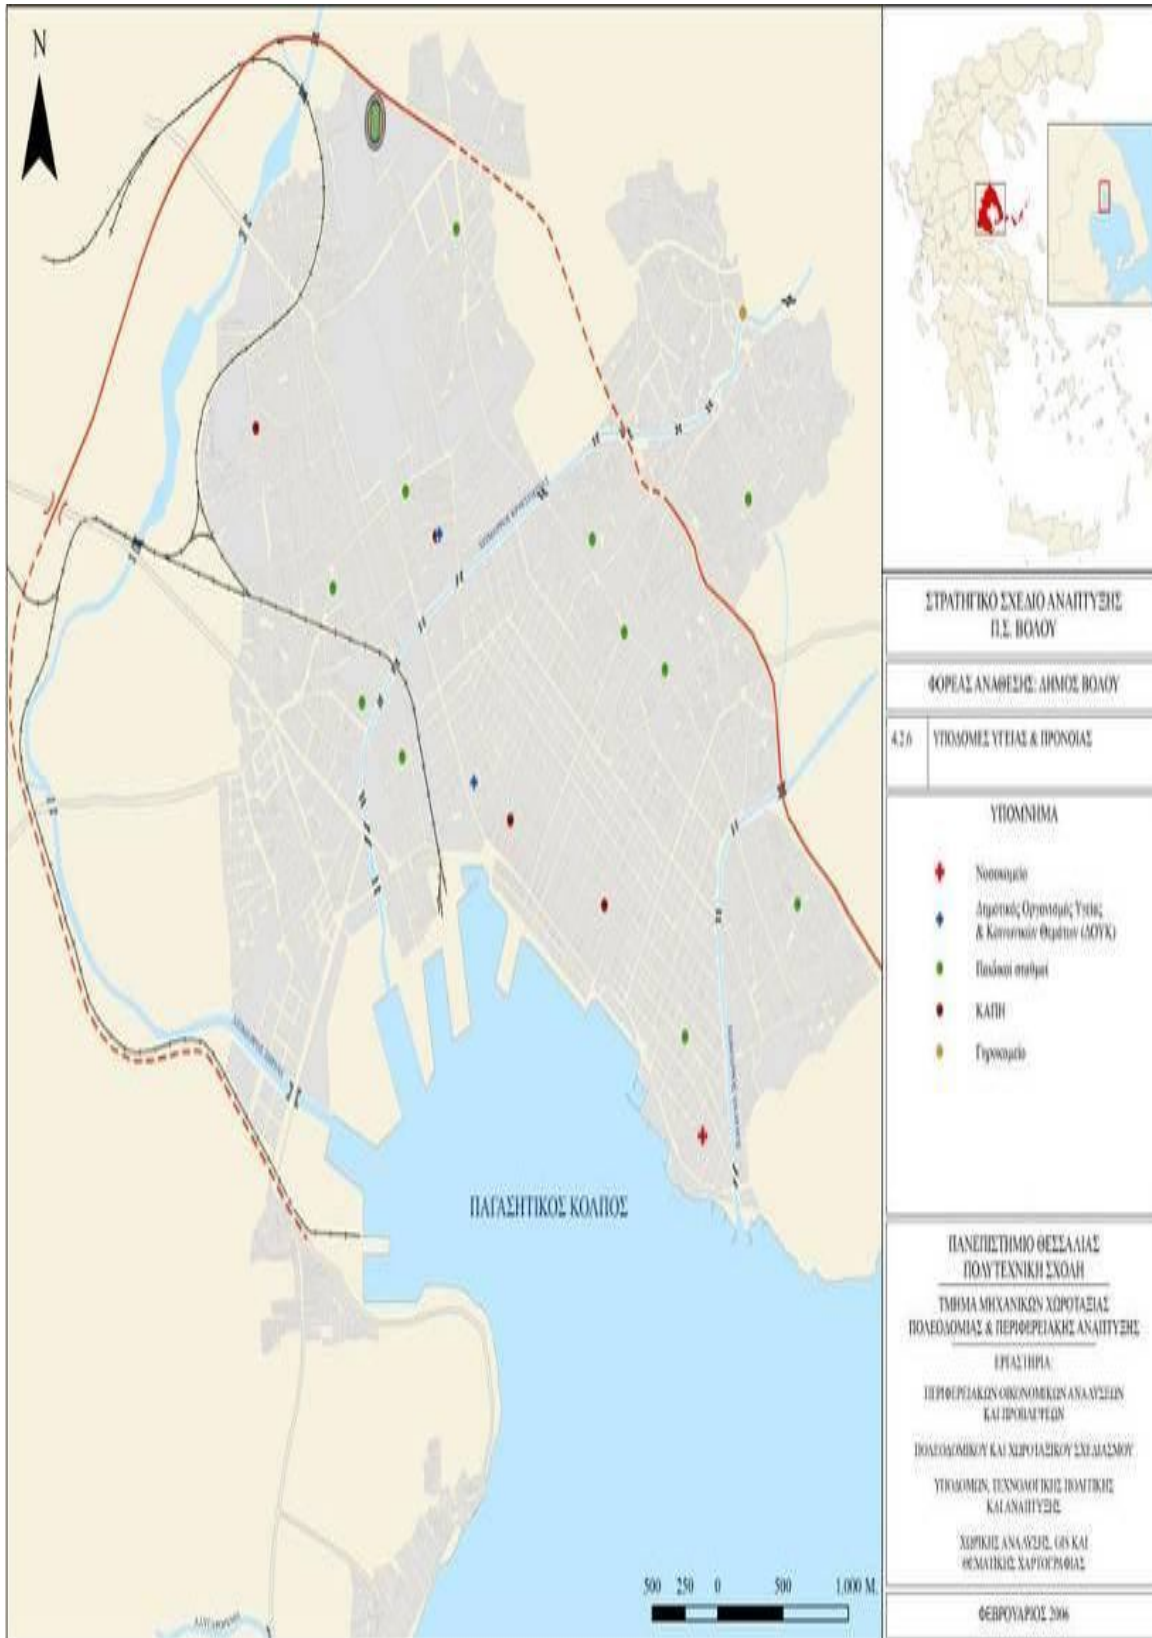 N
ΠΑΓΑΣΗΤΙΚΟΣ ΚΟΛΠΟΣ
500 250 0 500 1,000 Μ.
ΣΤΡΑΤΗΓΙΚΟ ΣΧΕΔΙΟ ΑΝΑΠΤΥΞΗΣ
Π.Σ. ΒΟΛΟΥ
ΦΟΡΕΑΣ ΑΝΑΘΕΣΗΣ: ΔΗΜΟΣ ΒΟΛΟΥ
4.2.6 ΥΠΟΔΟΜΕΣ ΥΓΕΙΑΣ & ΠΡΟΝΟΙΑΣ
ΥΠΟΜΝΗΜΑ
Νοσοκομείο
Δημοτικός Οργανισμός Υγείας
& Κοινωνικών Θεμάτων (ΔΟΥΚ)
Παιδικοί σταθμοί
ΚΑΠΗ
Γηροκομείο
ΠΑΝΕΠΙΣΤΗΜΙΟ ΘΕΣΣΑΛΙΑΣ
ΠΟΛΥΤΕΧΝΙΚΗ ΣΧΟΛΗ
ΤΜΗΜΑ ΜΗΧΑΝΙΚΩΝ ΧΩΡΟΤΑΞΙΑΣ
ΠΟΛΕΟΔΟΜΙΑΣ & ΠΕΡΙΦΕΡΕΙΑΚΗΣ ΑΝΑΠΤΥΞΗΣ
ΕΡΓΑΣΤΗΡΙΑ:
ΠΕΡΙΦΕΡΕΙΑΚΩΝ ΟΙΚΟΝΟΜΙΚΩΝ ΑΝΑΛΥΣΕΩΝ
ΚΑΙ ΠΡΟΒΛΕΨΕΩΝ
ΠΟΛΕΟΔΟΜΙΚΟΥ ΚΑΙ ΧΩΡΟΤΑΞΙΚΟΥ ΣΧΕΔΙΑΣΜΟΥ
ΥΠΟΔΟΜΩΝ, ΤΕΧΝΟΛΟΓΙΚΗΣ ΠΟΛΙΤΙΚΗΣ
ΚΑΙ ΑΝΑΠΤΥΞΗΣ
ΧΩΡΙΚΗΣ ΑΝΑΛΥΣΗΣ, GIS ΚΑΙ
ΘΕΜΑΤΙΚΗΣ ΧΑΡΤΟΓΡΑΦΙΑΣ
ΦΕΒΡΟΥΑΡΙΟΣ 2006